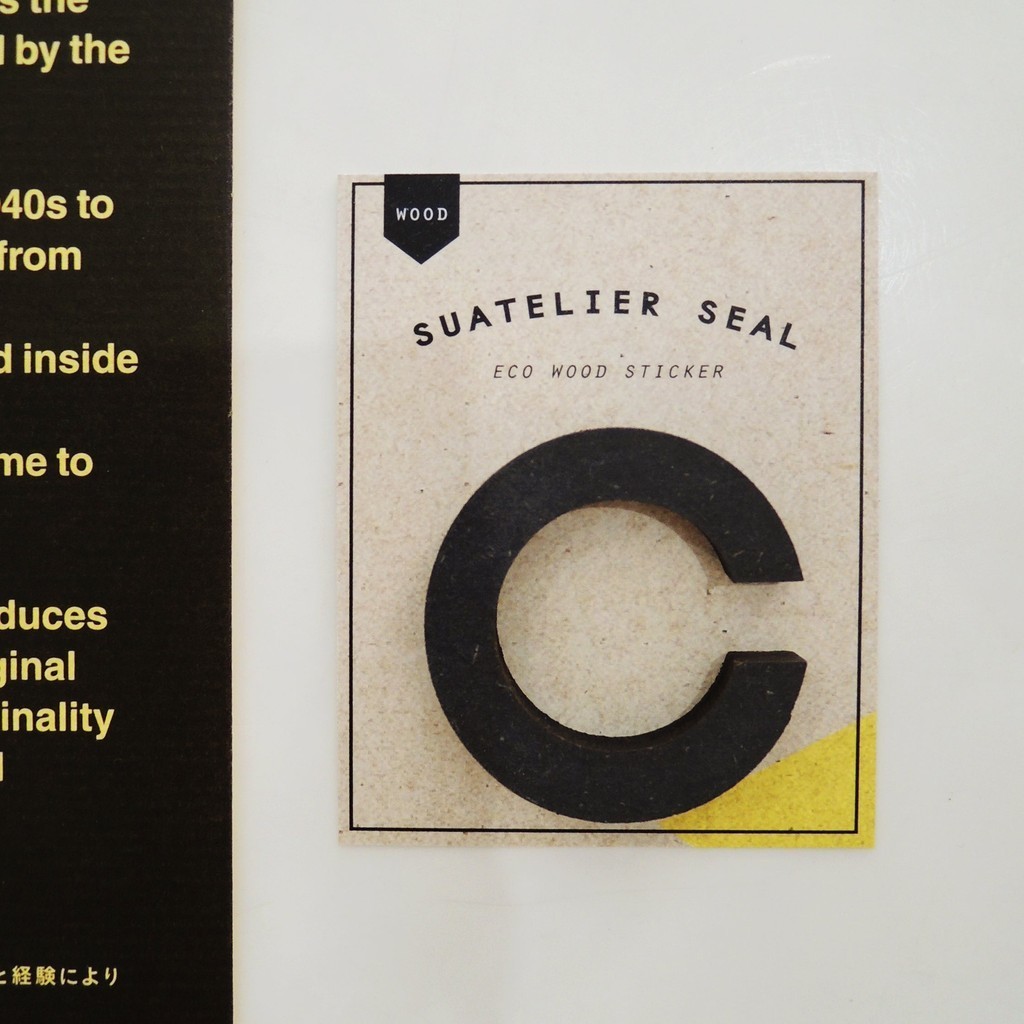 the
by the
40s to
from
inside
me to
duces
ginal
inality
経験により
WOOD
SUATELIER SEAL
ECO WOOD STICKER
C